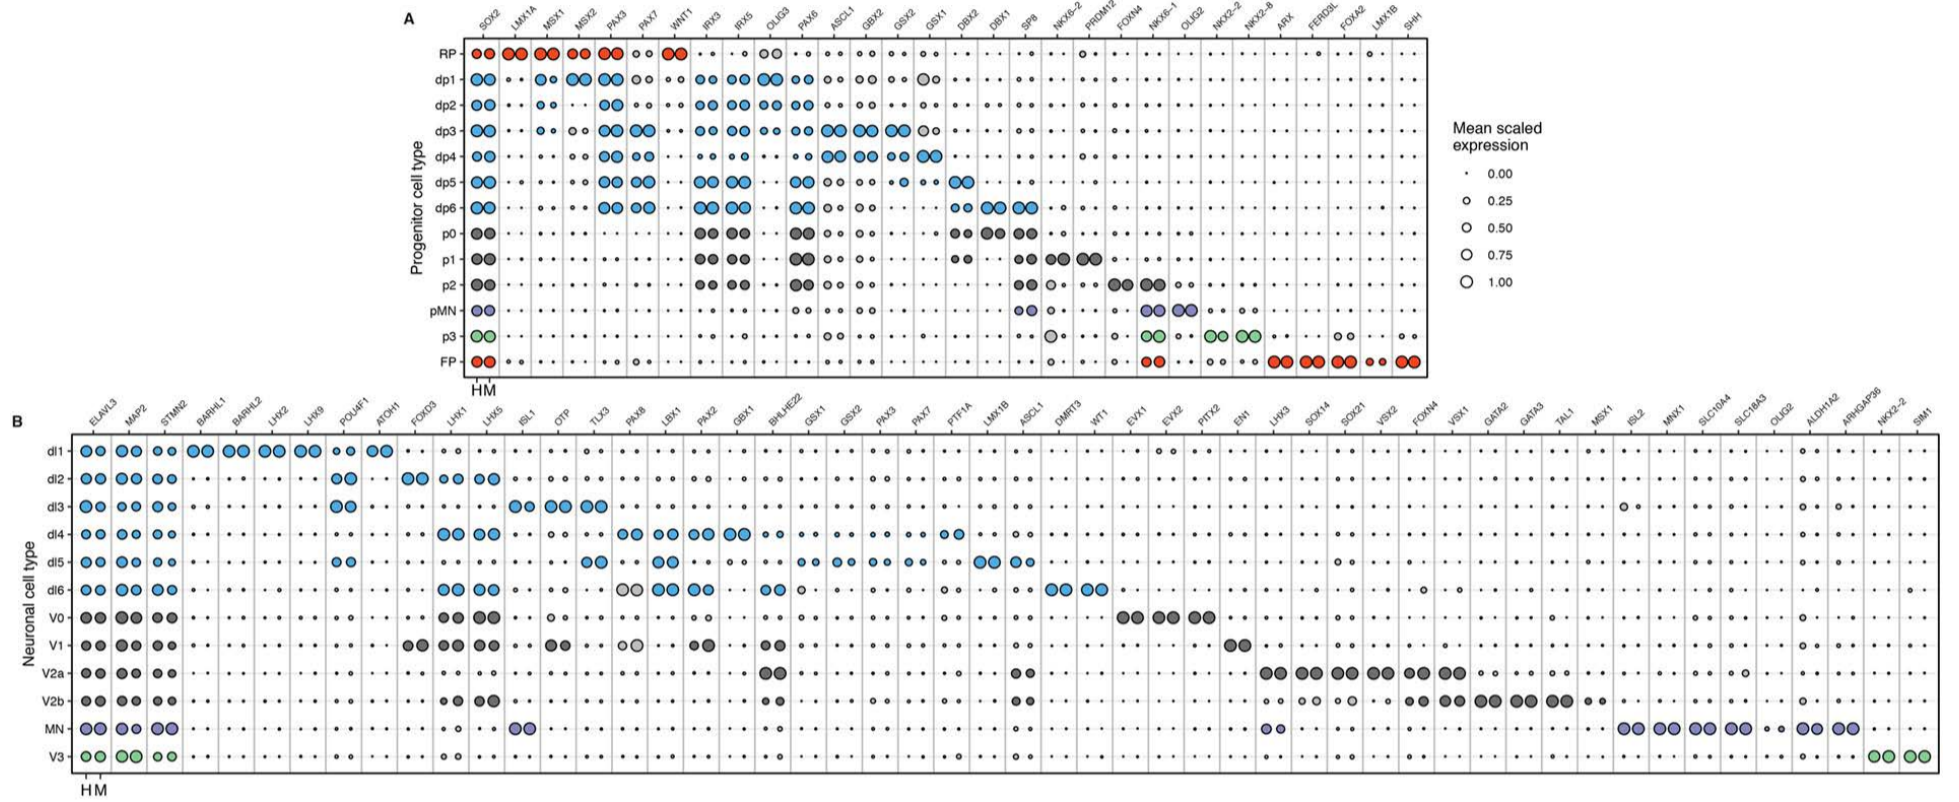 A
SOX2 LMX1A MSX1 MSX2 PAX3 PAX7 WNT1 IRX3 IRX5 OLIG3 PAX6 ASCL1 GBX2 GSX2 GSX1 DBX2 DBX1 SP8 NKX6-2 PRDM12 FOXN4 NKX6-1 OLIG2 NKX2-2 NKX2-8 ARX FERD3L FOXA2 LMX1B SHH
Progenitor cell type
RP
dp1
dp2
dp3
dp4
dp5
dp6
p0
p1
p2
pMN
p3
FP
HM
Mean scaled
expression
0.00
0.25
0.50
0.75
1.00
B
ELAVL3 MAP2 STMN2 BARHL1 BARHL2 LHX2 LHX9 POU4F1 ATOH1 FOXD3 LHX1 LHX5 ISL1 OTP TLX3 PAX8 LBX1 PAX2 GBX1 BHLHE22 GSX1 GSX2 PAX3 PAX7 PTF1A LMX1B ASCL1 DMRT3 WT1 EVX1 EVX2 PITX2 EN1 LHX3 SOX14 SOX21 VSX2 FOXN4 VSX1 GATA2 GATA3 TAL1 MSX1 ISL2 MNX1 SLC10A4 SLC18A3 OLIG2 ALDH1A2 ARHGAP36 NKX2-2 SIM1
Neuronal cell type
dI1
dI2
dI3
dI4
dI5
dI6
V0
V1
V2a
V2b
MN
V3
HM